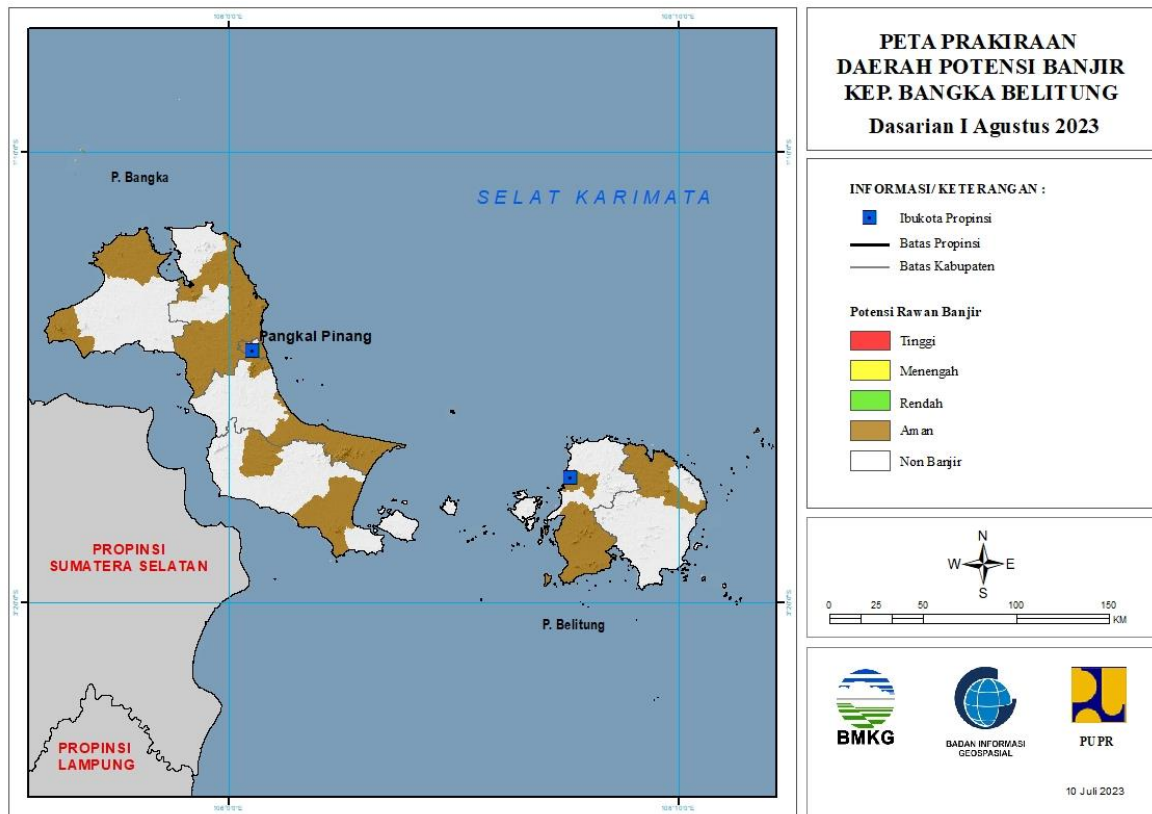 PETA PRAKIRAAN
DAERAH POTENSI BANJIR
KEP. BANGKA BELITUNG
Dasarian I Agustus 2023
P. Bangka
SELAT KARIMATA
Pangkal Pinang
PROPINSI
SUMATERA SELATAN
P. Belitung
PROPINSI
LAMPUNG
INFORMASI/ KETERANGAN :
Ibukota Propinsi
Batas Propinsi
Batas Kabupaten
Potensi Rawan Banjir
Tinggi
Menengah
Rendah
Aman
Non Banjir
N
W
E
S
0 25 50 100 150
KM
BMKG
BADAN INFORMASI
GEOSPASIAL
PUPR
10 Juli 2023